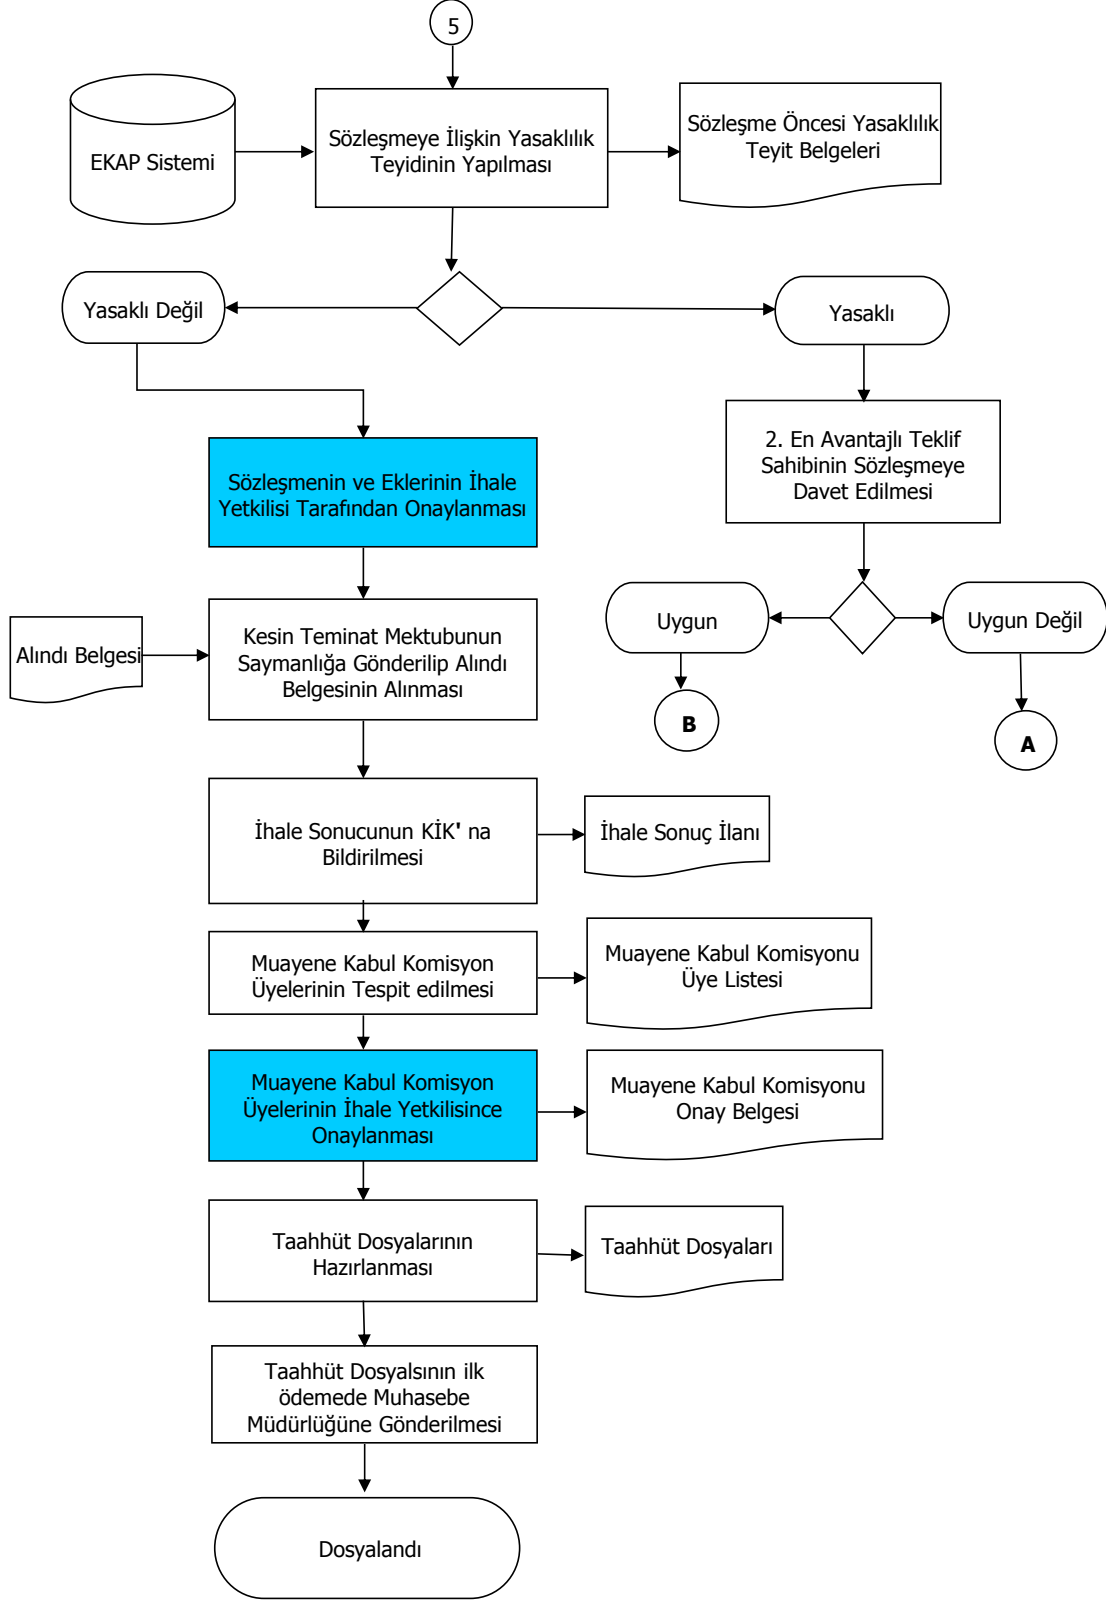 5
EKAP Sistemi
Sözleşmeye İlişkin Yasaklılık
Teyidinin Yapılması
Sözleşme Öncesi Yasaklılık
Teyit Belgeleri
Yasaklı Değil
Yasaklı
2. En Avantajlı Teklif
Sahibinin Sözleşmeye
Davet Edilmesi
Sözleşmenin ve Eklerinin İhale
Yetkilisi Tarafından Onaylanması
Uygun
Uygun Değil
Alındı Belgesi
Kesin Teminat Mektubunun
Saymanlığa Gönderilip Alındı
Belgesinin Alınması
B
A
İhale Sonucunun KİK' na
Bildirilmesi
İhale Sonuç İlanı
Muayene Kabul Komisyon
Üyelerinin Tespit edilmesi
Muayene Kabul Komisyonu
Üye Listesi
Muayene Kabul Komisyon
Üyelerinin İhale Yetkilisince
Onaylanması
Muayene Kabul Komisyonu
Onay Belgesi
Taahhüt Dosyalarının
Hazırlanması
Taahhüt Dosyaları
Taahhüt Dosyalsının ilk
ödemede Muhasebe
Müdürlüğüne Gönderilmesi
Dosyalandı